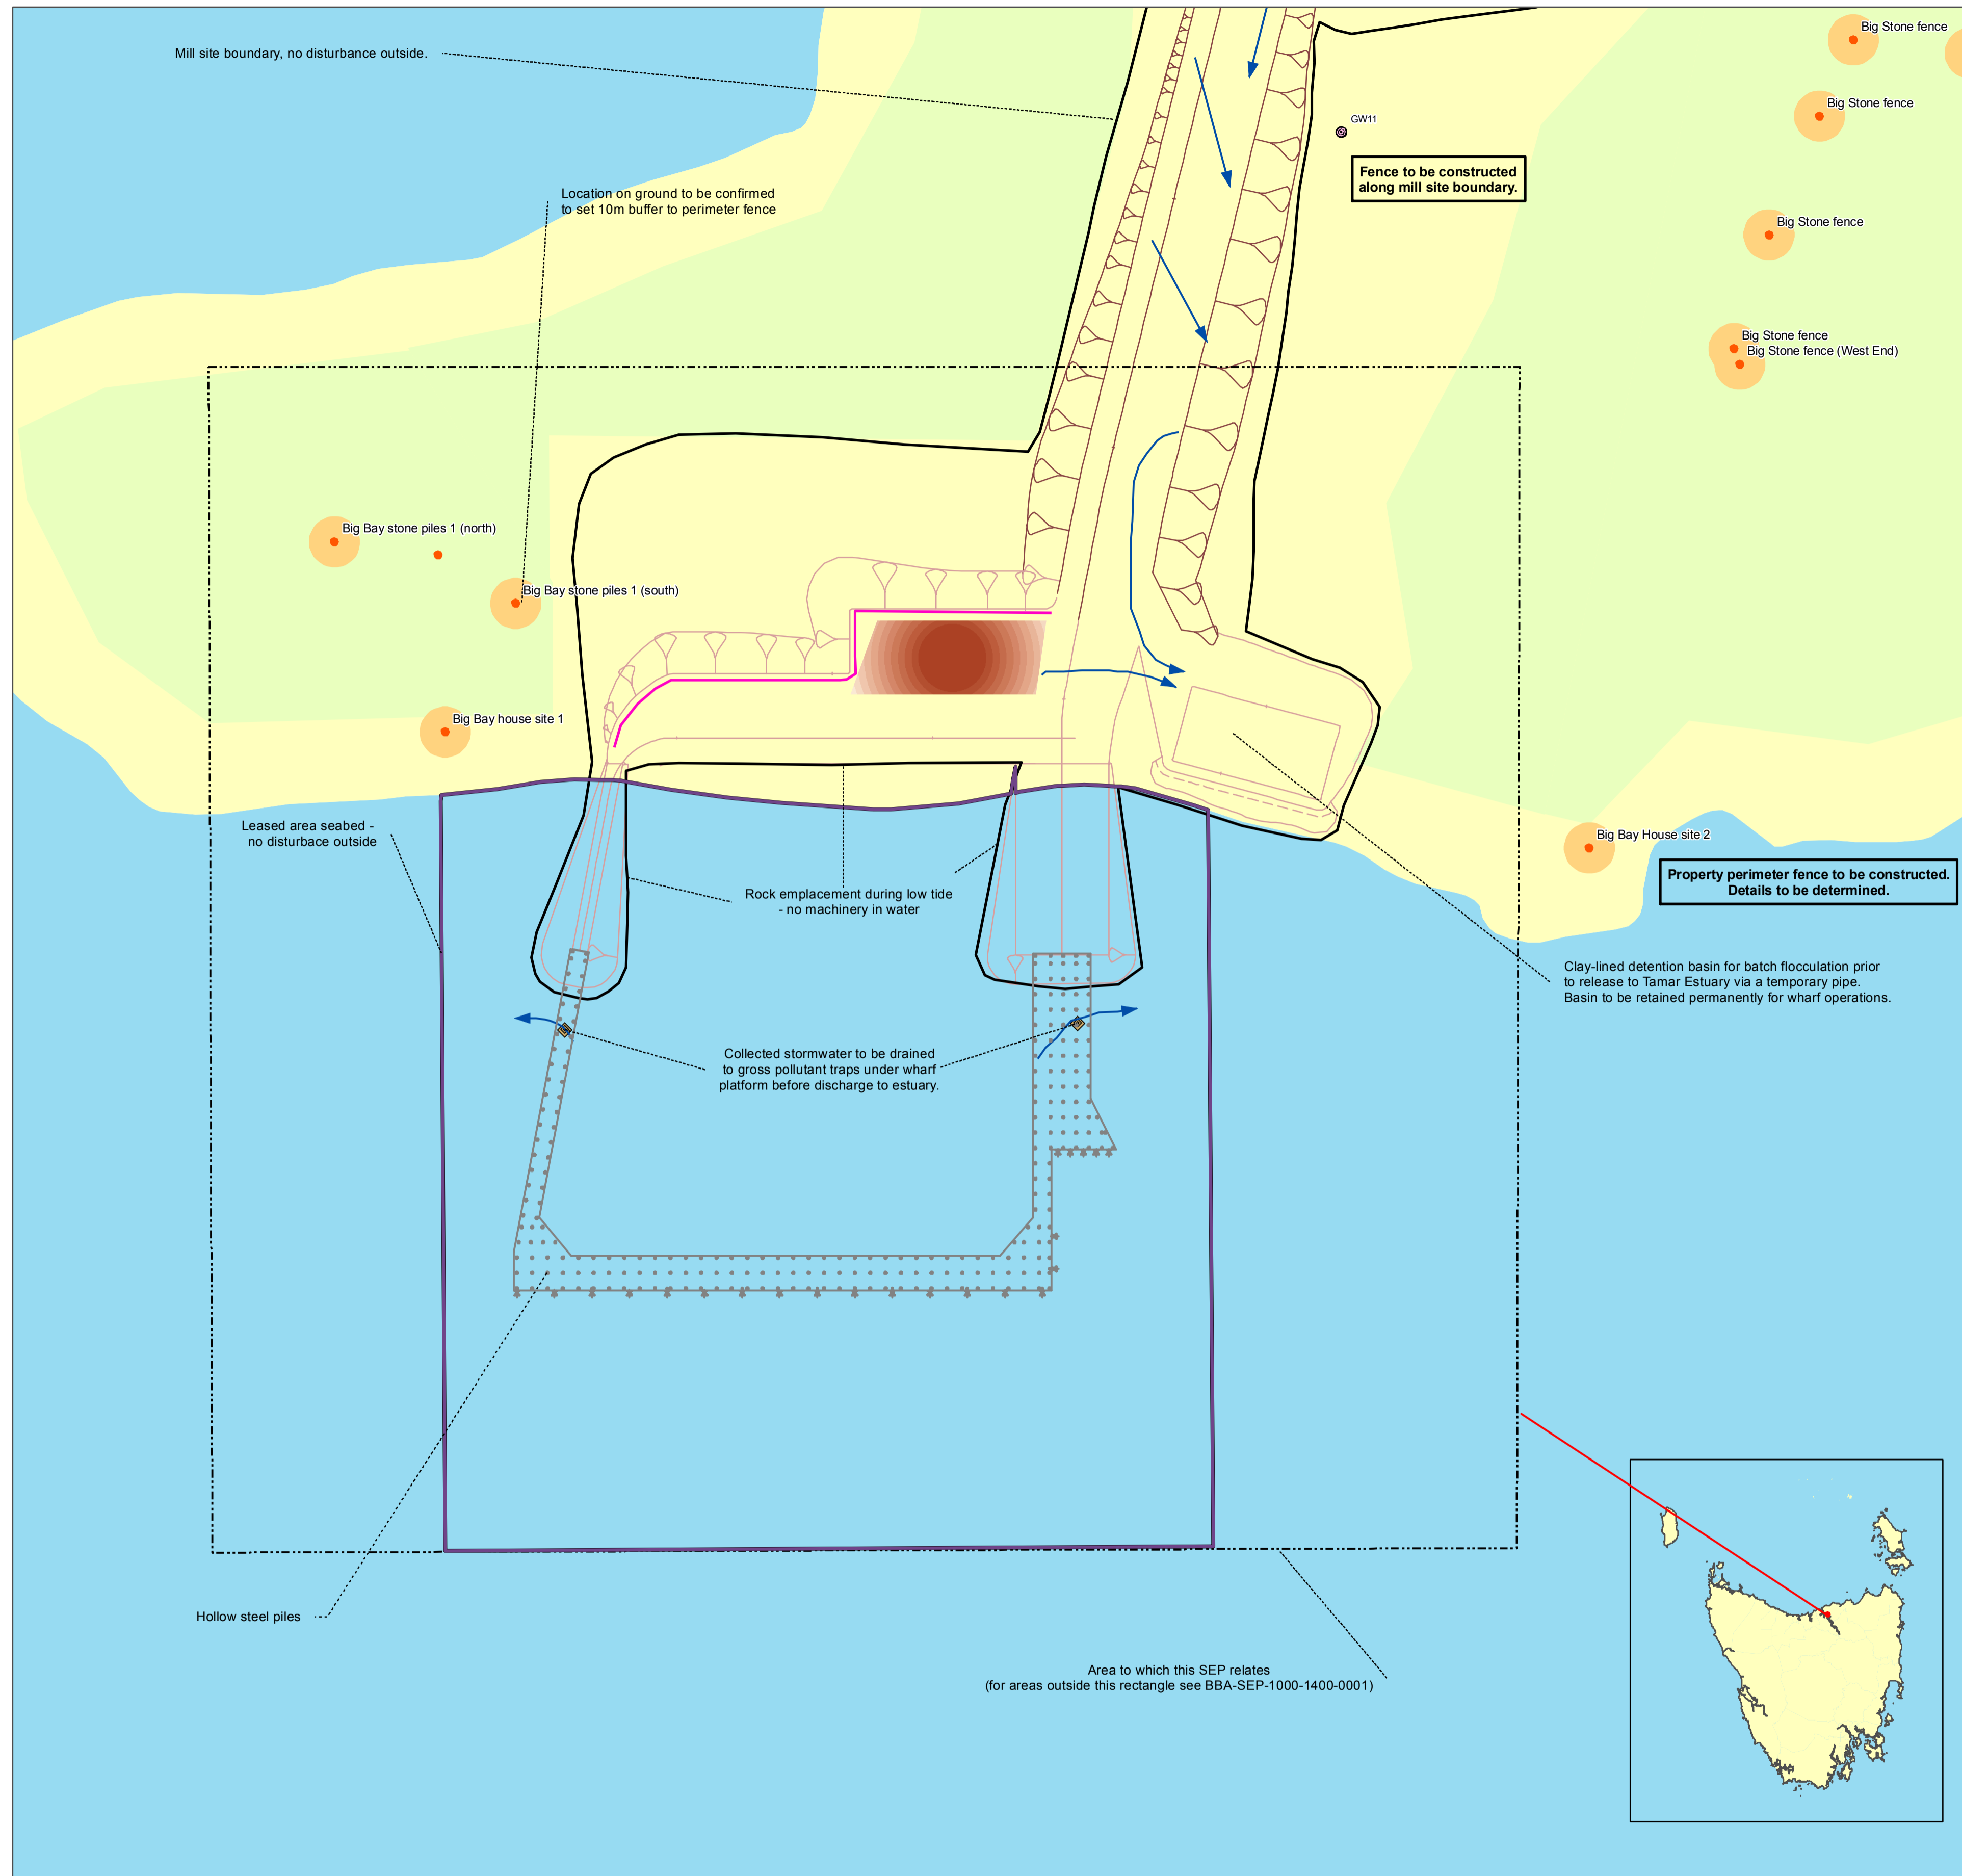 Big Stone fence
Mill site boundary, no disturbance outside.
Big Stone fence
GW11
Fence to be constructed
along mill site boundary.
Location on ground to be confirmed
to set 10m buffer to perimeter fence
Big Stone fence
Big Stone fence
Big Stone fence (West End)
Big Bay stone piles 1 (north)
Big Bay stone piles 1 (south)
Big Bay house site 1
Leased area seabed -
no disturbace outside
Big Bay House site 2
Property perimeter fence to be constructed.
Details to be determined.
Rock emplacement during low tide
- no machinery in water
Clay-lined detention basin for batch flocculation prior
to release to Tamar Estuary via a temporary pipe.
Basin to be retained permanently for wharf operations.
Collected stormwater to be drained
to gross pollutant traps under wharf
platform before discharge to estuary.
Hollow steel piles
Area to which this SEP relates
(for areas outside this rectangle see BBA-SEP-1000-1400-0001)